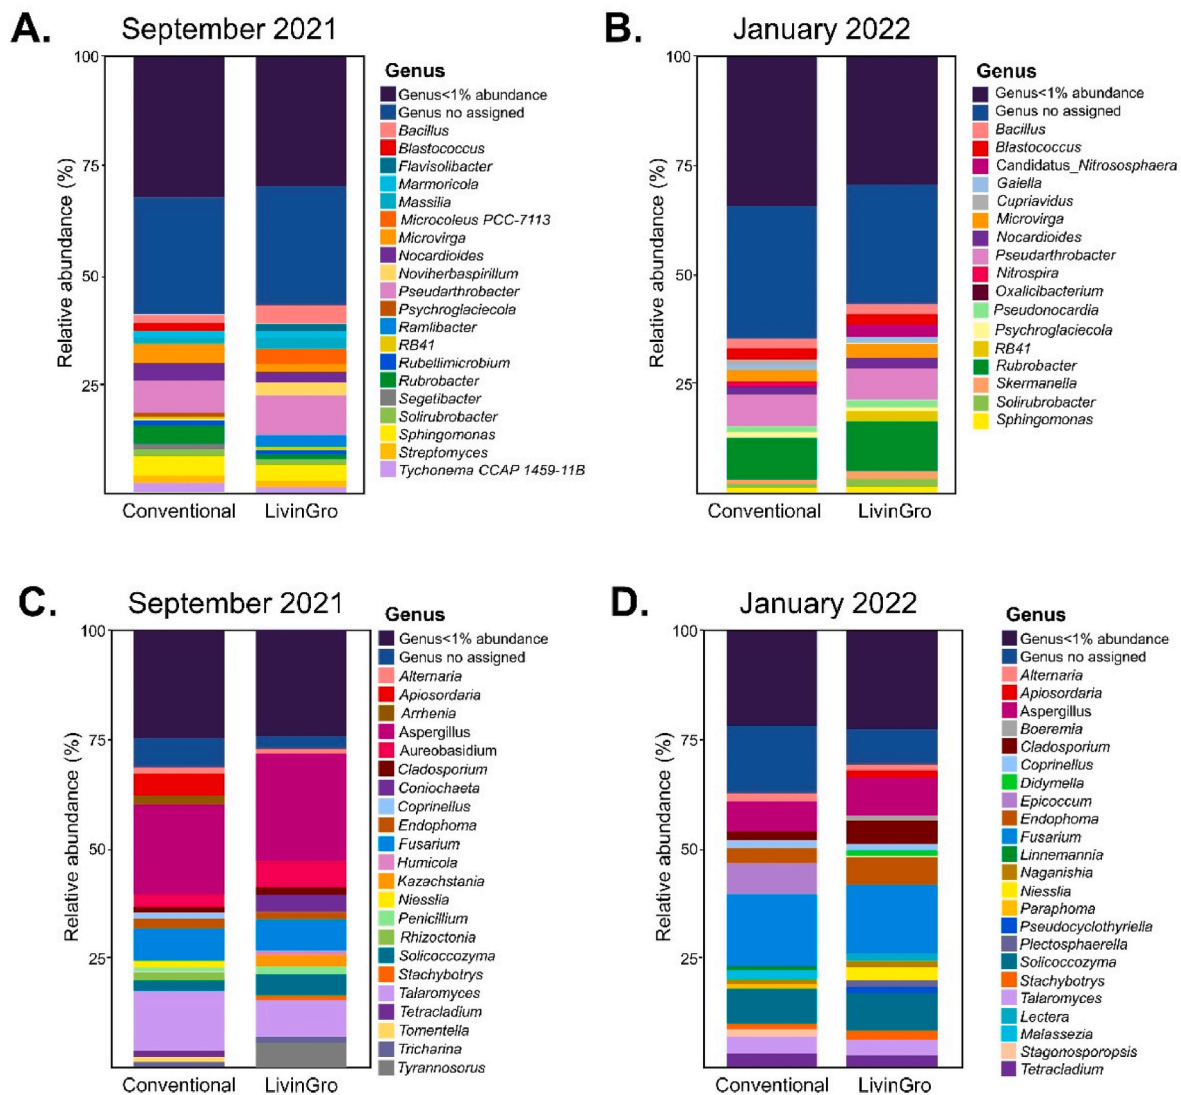 A.
September 2021
100
75
50
25
Relative abundance (%)
Conventional
LivinGro
Genus
Genus<1% abundance
Genus no assigned
Bacillus
Blastococcus
Flavisolibacter
Marmoricola
Massilia
Microcoleus PCC-7113
Microvirga
Nocardioides
Noviherbaspirillum
Pseudarthrobacter
Psychroglaciecola
Ramlibacter
RB41
Rubellimicrobium
Rubrobacter
Segetibacter
Solirubrobacter
Sphingomonas
Streptomyces
Tychonema CCAP 1459-11B
B.
January 2022
100
75
50
25
Relative abundance (%)
Conventional
LivinGro
Genus
Genus<1% abundance
Genus no assigned
Bacillus
Blastococcus
Candidatus_Nitrososphaera
Gaiella
Cupriavidus
Microvirga
Nocardioides
Pseudarthrobacter
Nitrospira
Oxalicibacterium
Pseudonocardia
Psychroglaciecola
RB41
Rubrobacter
Skermanella
Solirubrobacter
Sphingomonas
C.
September 2021
100
75
50
25
Relative abundance (%)
Conventional
LivinGro
Genus
Genus<1% abundance
Genus no assigned
Alternaria
Apiosordaria
Arrhenia
Aspergillus
Aureobasidium
Cladosporium
Coniochaeta
Coprinellus
Endophoma
Fusarium
Humicola
Kazachstania
Niesslia
Penicillium
Rhizoctonia
Solicoccozyma
Stachybotrys
Talaromyces
Tetracladium
Tomentella
Tricharina
Tyrannosorus
D.
January 2022
100
75
50
25
Relative abundance (%)
Conventional
LivinGro
Genus
Genus<1% abundance
Genus no assigned
Alternaria
Apiosordaria
Aspergillus
Boeremia
Cladosporium
Coprinellus
Didymella
Epicoccum
Endophoma
Fusarium
Linnemannia
Naganishia
Niesslia
Paraphoma
Pseudocyclothyriella
Plectosphaerella
Solicoccozyma
Stachybotrys
Talaromyces
Lectera
Malassezia
Stagonosporopsis
Tetracladium